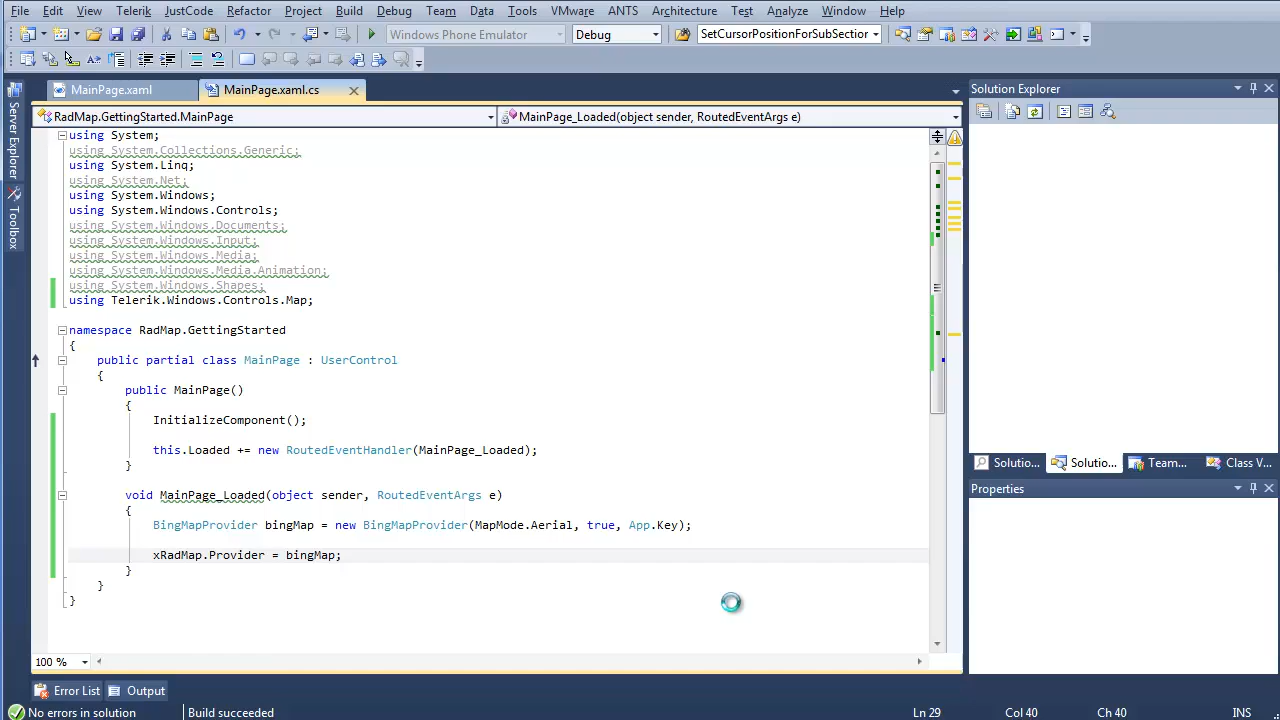 File Edit View Telerik JustCode Refactor Project Build Debug Team Data Tools VMware ANTS Architecture Test Analyze Window Help
Windows Phone Emulator Debug SetCursorPositionForSubSection
MainPage.xaml MainPage.xaml.cs
RadMap.GettingStarted.MainPage MainPage_Loaded(object sender, RoutedEventArgs e)
using System;
using System.Collections.Generic;
using System.Linq;
using System.Net;
using System.Windows;
using System.Windows.Controls;
using System.Windows.Documents;
using System.Windows.Input;
using System.Windows.Media;
using System.Windows.Media.Animation;
using System.Windows.Shapes;
using Telerik.Windows.Controls.Map;
namespace RadMap.GettingStarted
{
public partial class MainPage : UserControl
{
public MainPage()
{
InitializeComponent();
this.Loaded += new RoutedEventHandler(MainPage_Loaded);
}
void MainPage_Loaded(object sender, RoutedEventArgs e)
{
BingMapProvider bingMap = new BingMapProvider(MapMode.Aerial, true, App.Key);
xRadMap.Provider = bingMap;
}
}
}
100 %
Server Explorer
Toolbox
Solution Explorer
Solutio... Solutio... Team... Class V...
Properties
Error List Output
No errors in solution Build succeeded Ln 29 Col 40 Ch 40 INS